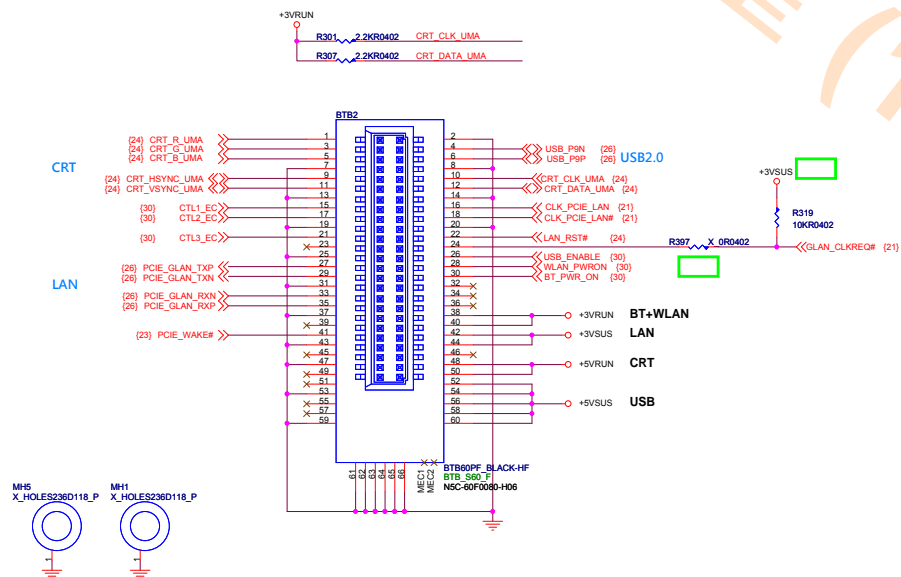 +3VRUN
R301 2.2KR0402 CRT_CLK_UMA
R307 2.2KR0402 CRT_DATA_UMA
BTB2
CRT
{24} CRT_R_UMA 1
{24} CRT_G_UMA 3
{24} CRT_B_UMA 5
7
{24} CRT_HSYNC_UMA 9
{24} CRT_VSYNC_UMA 11
13
{30} CTL1_EC 15
{30} CTL2_EC 17
19
{30} CTL3_EC 21
23
25
LAN
{26} PCIE_GLAN_TXP 27
{26} PCIE_GLAN_TXN 29
31
{26} PCIE_GLAN_RXN 33
{26} PCIE_GLAN_RXP 35
37
39
{23} PCIE_WAKE# 41
43
45
47
49
51
53
55
57
59
2
4 USB_P9N {26}
6 USB_P9P {26} USB2.0
8
10 CRT_CLK_UMA {24}
12 CRT_DATA_UMA {24}
14
16 CLK_PCIE_LAN {21}
18 CLK_PCIE_LAN# {21}
20
22 LAN_RST# {24}
24 R397 X_0R0402 GLAN_CLKREQ# {21}
+3VSUS
R319
10KR0402
26 USB_ENABLE {30}
28 WLAN_PWRON {30}
30 BT_PWR_ON {30}
32
34
36
38 +3VRUN BT+WLAN
40
42 +3VSUS LAN
44
46
48 +5VRUN CRT
50
52
54
56 +5VSUS USB
58
60
61 62 63 64 65 66 MEC1 MEC2
BTB60PF_BLACK-HF
BTB_S60_F
N5C-60F0080-H06
MH5
X_HOLES236D118_P
1
MH1
X_HOLES236D118_P
1